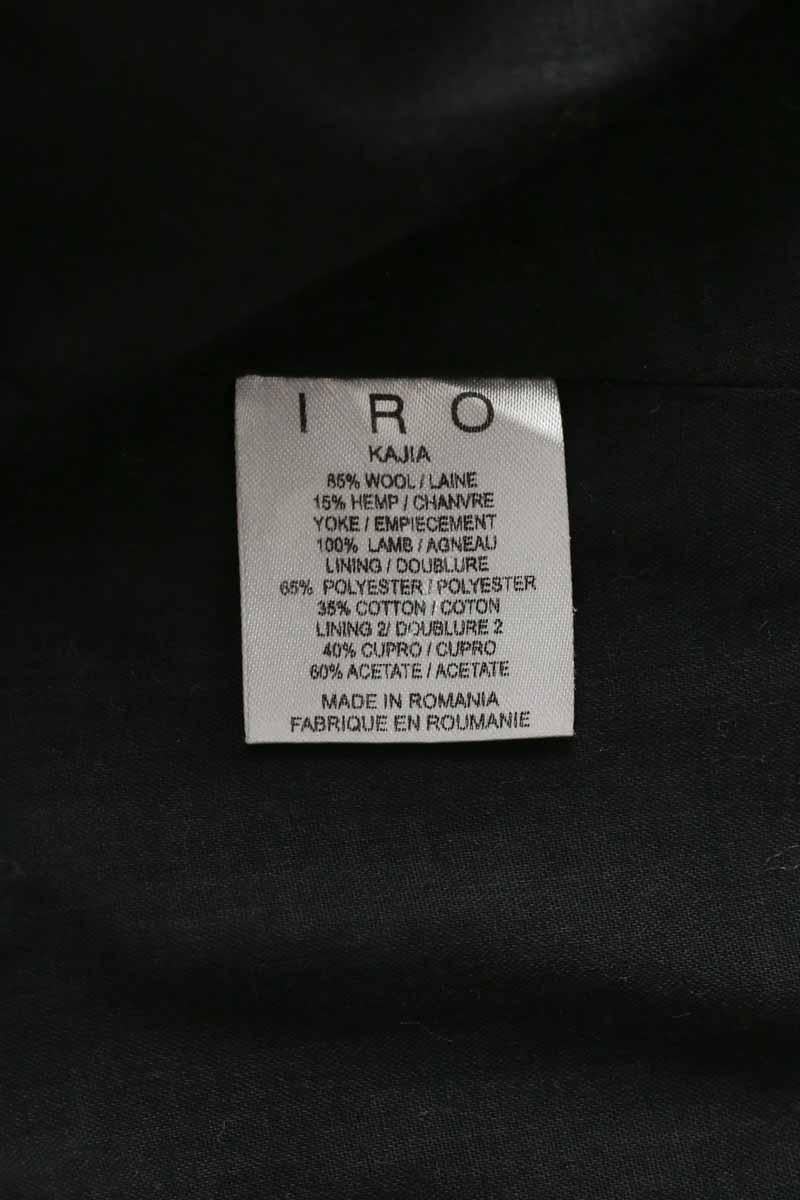 I R O
KAJIA
85% WOOL / LAINE
15% HEMP / CHANVRE
YOKE / EMPIECEMENT
100% LAMB / AGNEAU
LINING / DOUBLURE
65% POLYESTER / POLYESTER
35% COTTON / COTON
LINING 2/ DOUBLURE 2
40% CUPRO / CUPRO
60% ACETATE / ACETATE
MADE IN ROMANIA
FABRIQUE EN ROUMANIE